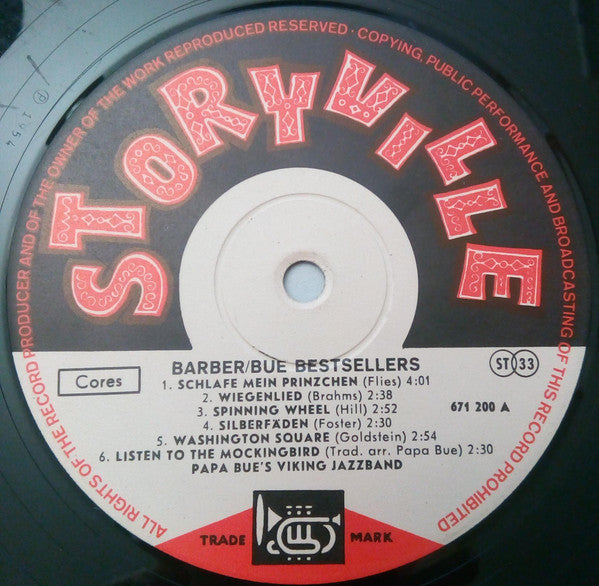 ALL RIGHTS OF THE RECORD PRODUCER AND OF THE OWNER OF THE WORK REPRODUCED RESERVED · COPYING, PUBLIC PERFORMANCE AND BROADCASTING OF THIS RECORD PROHIBITED
STORYVILLE
BARBER/BUE BESTSELLERS
Cores
ST 33
1. SCHLAFE MEIN PRINZCHEN (Flies) 4:01
2. WIEGENLIED (Brahms) 2:38
3. SPINNING WHEEL (Hill) 2:52
671 200 A
4. SILBERFÄDEN (Foster) 2:30
5. WASHINGTON SQUARE (Goldstein) 2:54
6. LISTEN TO THE MOCKINGBIRD (Trad. arr. Papa Bue) 2:30
PAPA BUE'S VIKING JAZZBAND
TRADE MARK